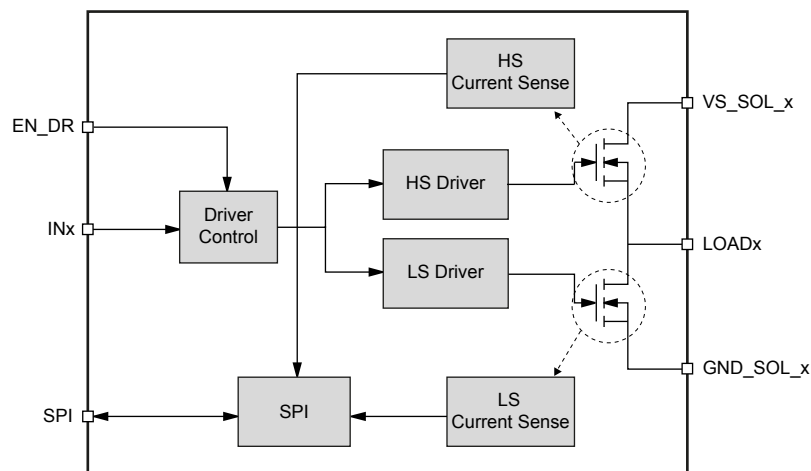 HS
Current Sense
VS_SOL_x
EN_DR
HS Driver
Driver
Control
INx
LOADx
LS Driver
GND_SOL_x
SPI
SPI
LS
Current Sense